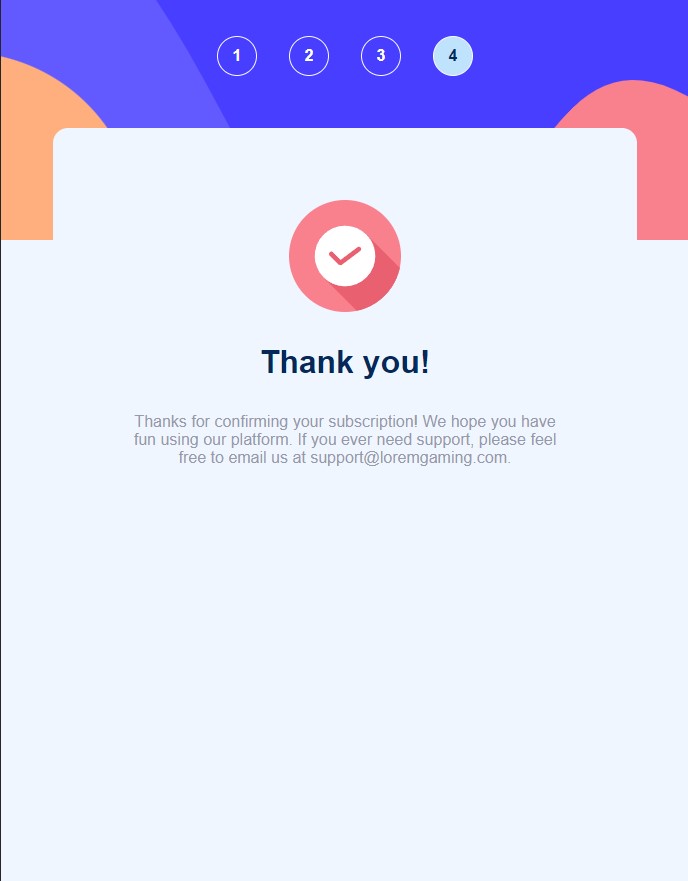 1 2 3 4
Thank you!
Thanks for confirming your subscription! We hope you have
fun using our platform. If you ever need support, please feel
free to email us at support@loremgaming.com.